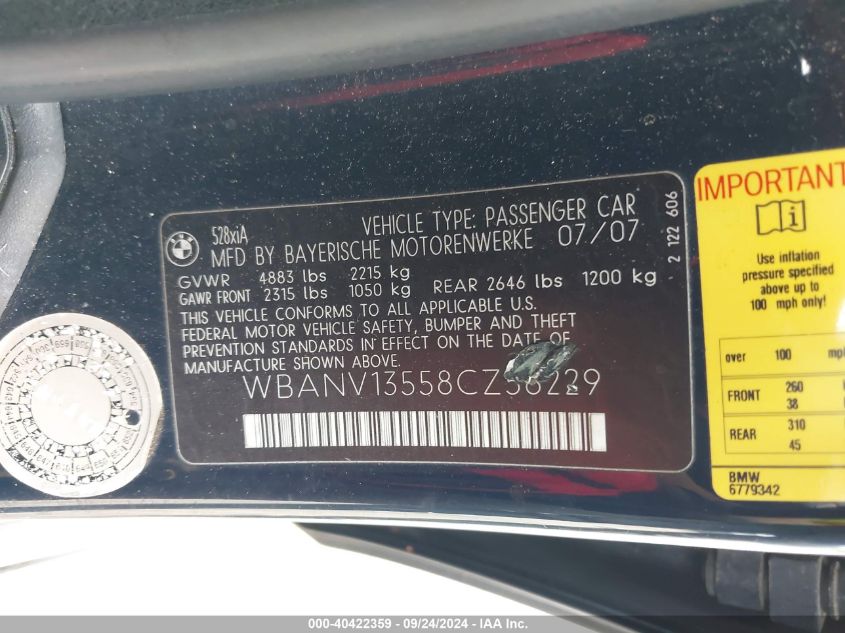 528xiA
VEHICLE TYPE: PASSENGER CAR
MFD BY BAYERISCHE MOTORENWERKE 07/07
GVWR 4883 lbs 2215 kg
GAWR FRONT 2315 lbs 1050 kg REAR 2646 lbs 1200 kg
THIS VEHICLE CONFORMS TO ALL APPLICABLE U.S.
FEDERAL MOTOR VEHICLE SAFETY, BUMPER AND THEFT
PREVENTION STANDARDS IN EFFECT ON THE DATE OF
MANUFACTURE SHOWN ABOVE.
WBANV13558CZ56229
2 122 606
IMPORTANT
Use inflation
pressure specified
above up to
100 mph only!
over 100 mp
FRONT 260
38
REAR 310
45
BMW
6779342
000-40422359 - 09/24/2024 - IAA Inc.